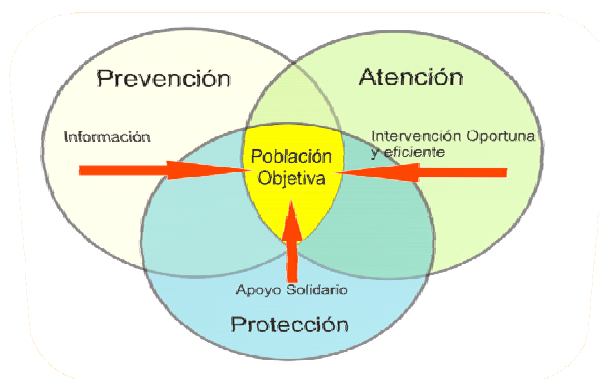 Prevención
Atención
Información
Intervención Oportuna
y eficiente
Población
Objetiva
Apoyo Solidario
Protección